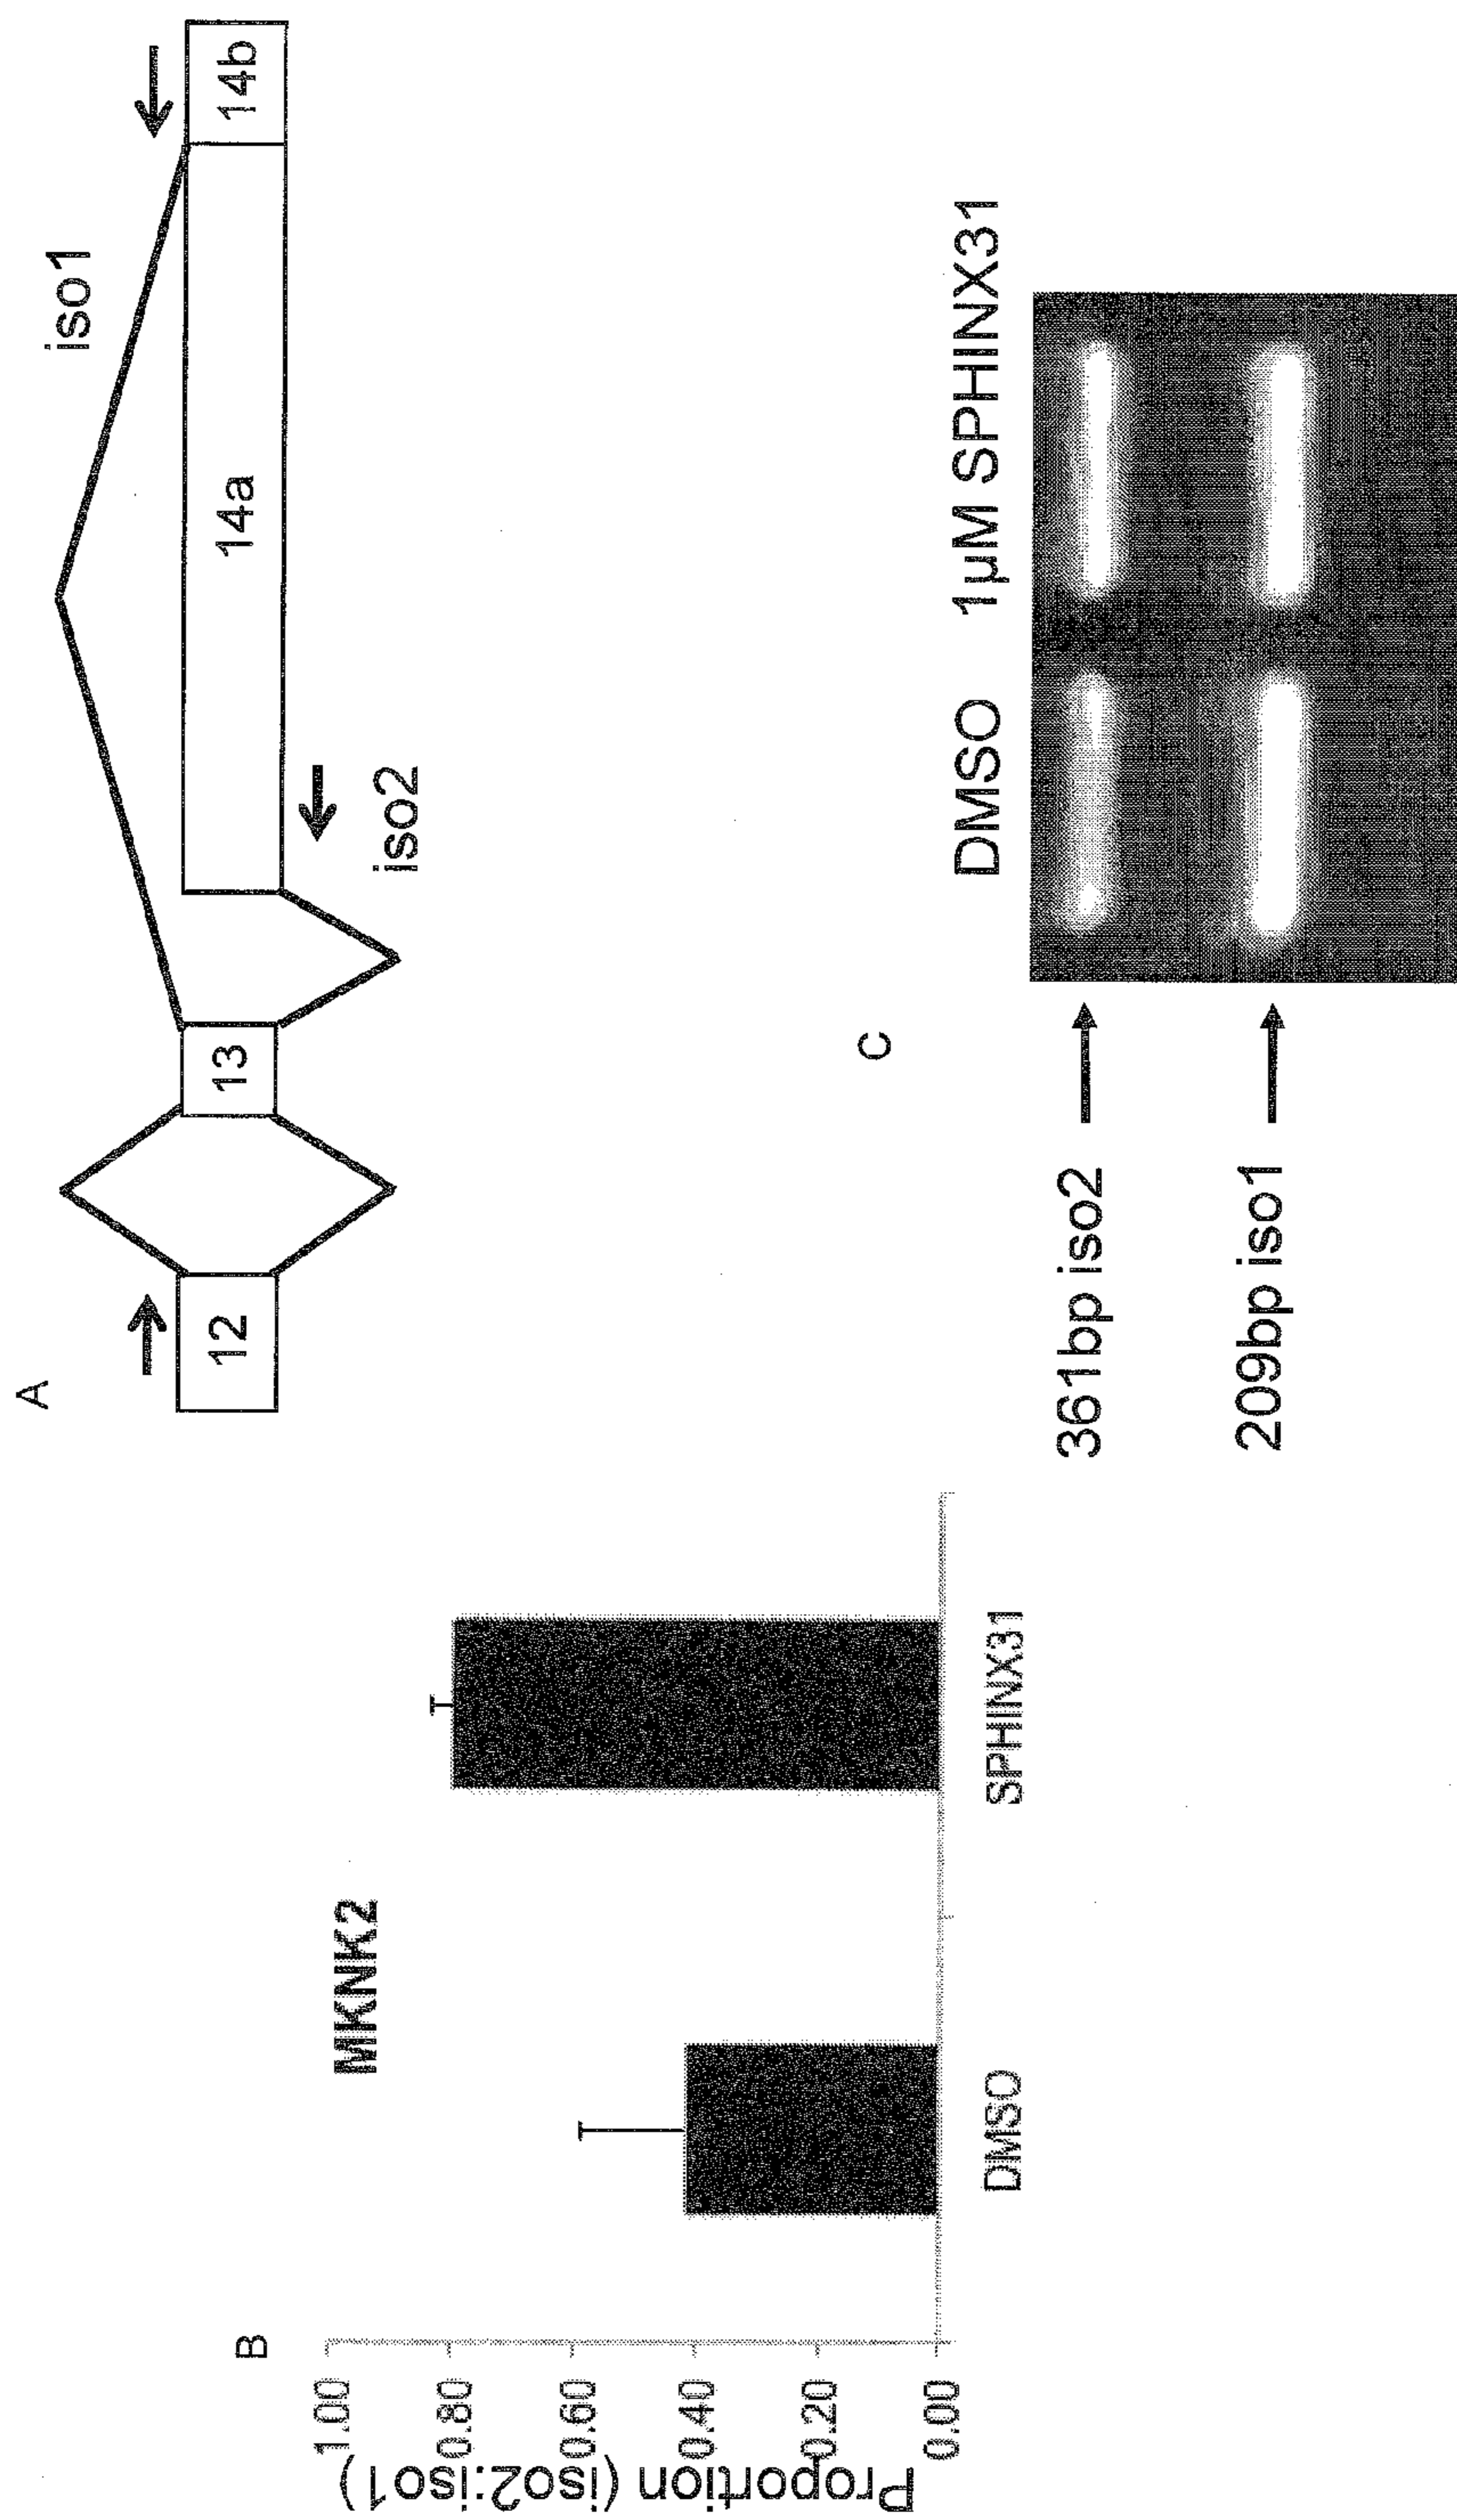 A
iso1
12
13
14a
14b
iso2
B
MKNK2
Proportion (iso2:iso1)
1.00
0.80
0.60
0.40
0.20
0.00
DMSO
SPHINX31
C
DMSO 1µM SPHINX31
361bp iso2
209bp iso1